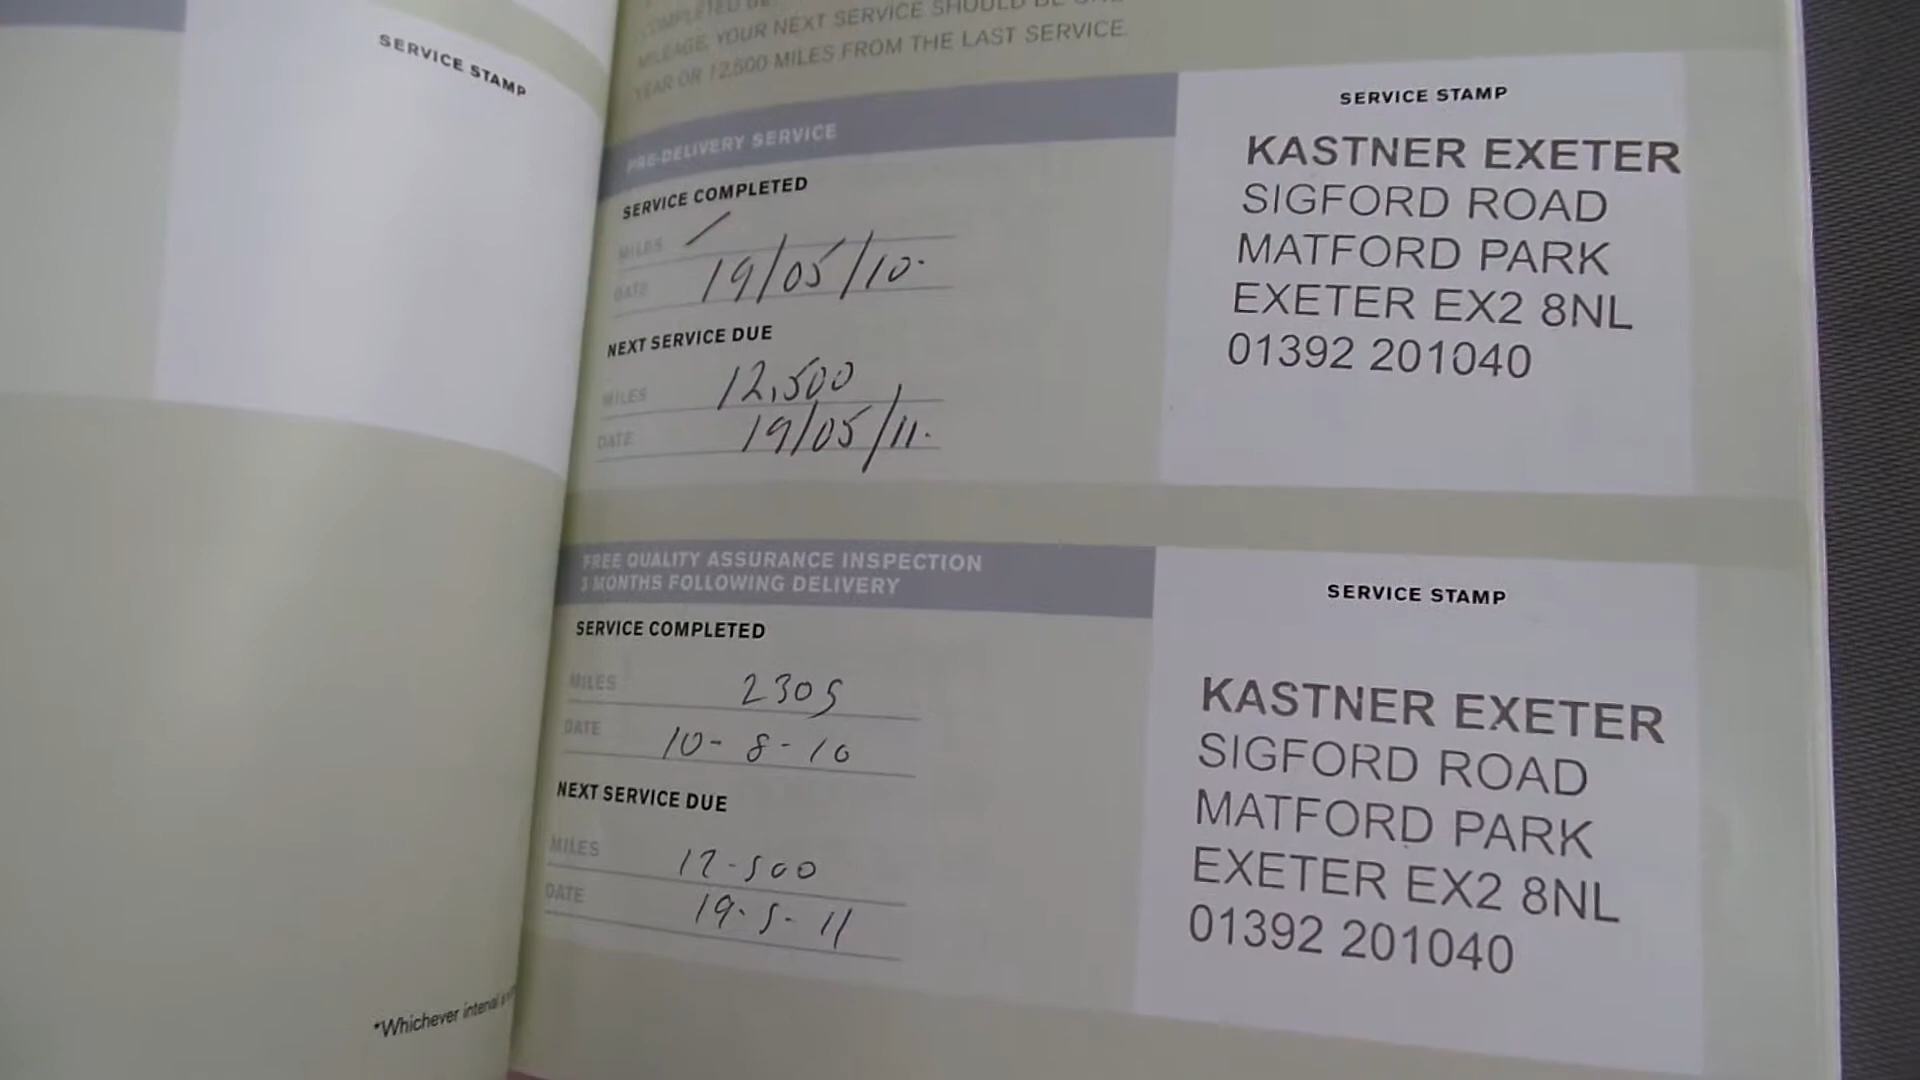 SERVICE STAMP
*Whichever interval
COMPLETED BE
MILEAGE, YOUR NEXT SERVICE SHOULD BE ONE
YEAR OR 12,500 MILES FROM THE LAST SERVICE.
PRE-DELIVERY SERVICE
SERVICE COMPLETED
MILES /
DATE 19/05/10.
NEXT SERVICE DUE
MILES 12,500
DATE 19/05/11.
SERVICE STAMP
KASTNER EXETER
SIGFORD ROAD
MATFORD PARK
EXETER EX2 8NL
01392 201040
FREE QUALITY ASSURANCE INSPECTION
3 MONTHS FOLLOWING DELIVERY
SERVICE COMPLETED
MILES 2305
DATE 10-8-10
NEXT SERVICE DUE
MILES 12-500
DATE 19-5-11
SERVICE STAMP
KASTNER EXETER
SIGFORD ROAD
MATFORD PARK
EXETER EX2 8NL
01392 201040